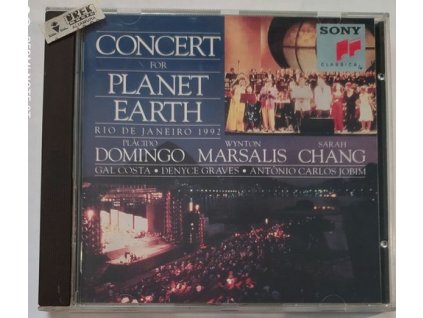 CONCERT
FOR
PLANET
EARTH
RIO DE JANEIRO 1992
PLÁCIDO WYNTON SARAH
DOMINGO MARSALIS CHANG
GAL COSTA • DENYCE GRAVES • ANTÔNIO CARLOS JOBIM
SONY
CLASSICAL